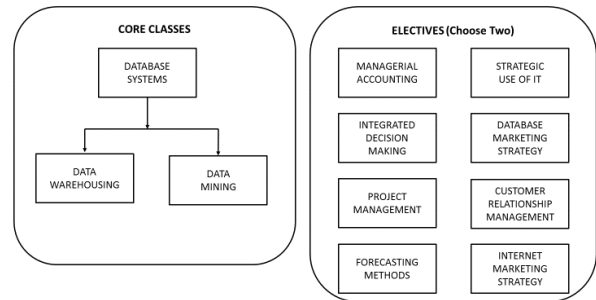 CORE CLASSES
DATABASE
SYSTEMS
DATA
WAREHOUSING
DATA
MINING
ELECTIVES (Choose Two)
MANAGERIAL
ACCOUNTING
STRATEGIC
USE OF IT
INTEGRATED
DECISION
MAKING
DATABASE
MARKETING
STRATEGY
PROJECT
MANAGEMENT
CUSTOMER
RELATIONSHIP
MANAGEMENT
FORECASTING
METHODS
INTERNET
MARKETING
STRATEGY